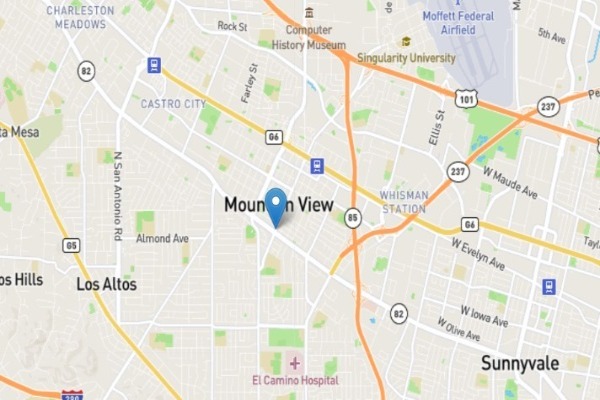 CHARLESTON
MEADOWS
Rock St
Computer
History Museum
Moffett Federal
Airfield
de
5th Ave
Singularity University
82
Farley St
CASTRO CITY
101
237
Pe
ta Mesa
G6
Ellis St
N San Antonio Rd
237
W Maude Ave
WHISMAN
STATION
Mountain View
85
G6
G5
Almond Ave
W Evelyn Ave
Tayl
os Hills
Los Altos
82
W Iowa Ave
W Olive Ave
Sunnyvale
El Camino Hospital
280